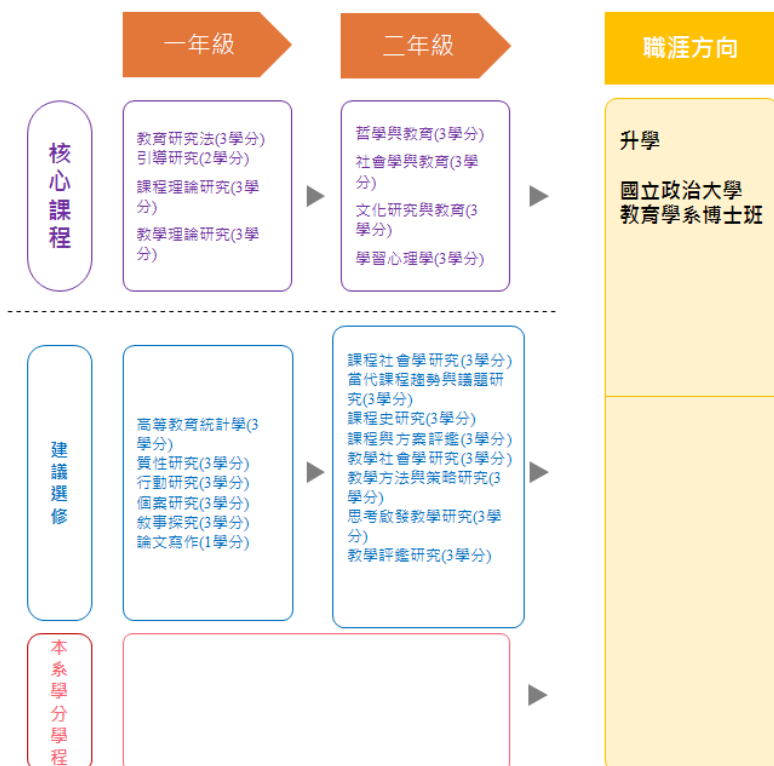 一年級
二年級
職涯方向
核
心
課
程
教育研究法(3學分)
引導研究(2學分)
課程理論研究(3學
分)
教學理論研究(3學
分)
哲學與教育(3學分)
社會學與教育(3學
分)
文化研究與教育(3
學分)
學習心理學(3學分)
升學
國立政治大學
教育學系博士班
建
議
選
修
高等教育統計學(3
學分)
質性研究(3學分)
行動研究(3學分)
個案研究(3學分)
敘事探究(3學分)
論文寫作(1學分)
課程社會學研究(3學分)
當代課程趨勢與議題研
究(3學分)
課程史研究(3學分)
課程與方案評鑑(3學分)
教學社會學研究(3學分)
教學方法與策略研究(3
學分)
思考啟發教學研究(3學
分)
教學評鑑研究(3學分)
本
系
學
分
學
程